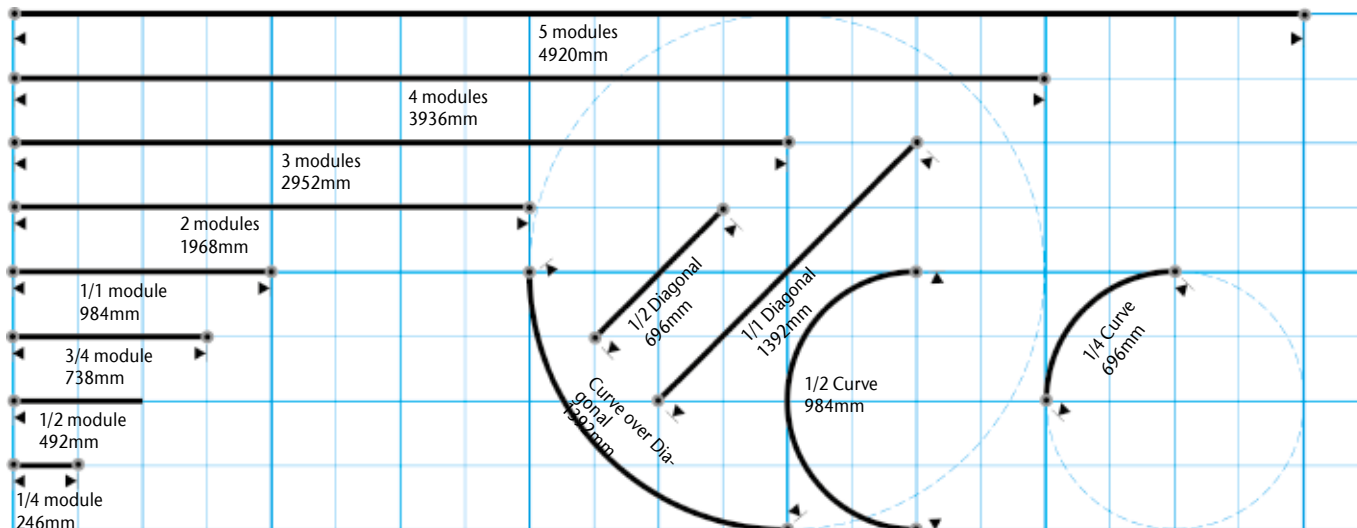 5 modules
4920mm
4 modules
3936mm
3 modules
2952mm
2 modules
1968mm
1/1 module
984mm
3/4 module
738mm
1/2 module
492mm
1/4 module
246mm
1/2 Diagonal
696mm
1/1 Diagonal
1392mm
Curve over Dia-
gonal
1392mm
1/2 Curve
984mm
1/4 Curve
696mm